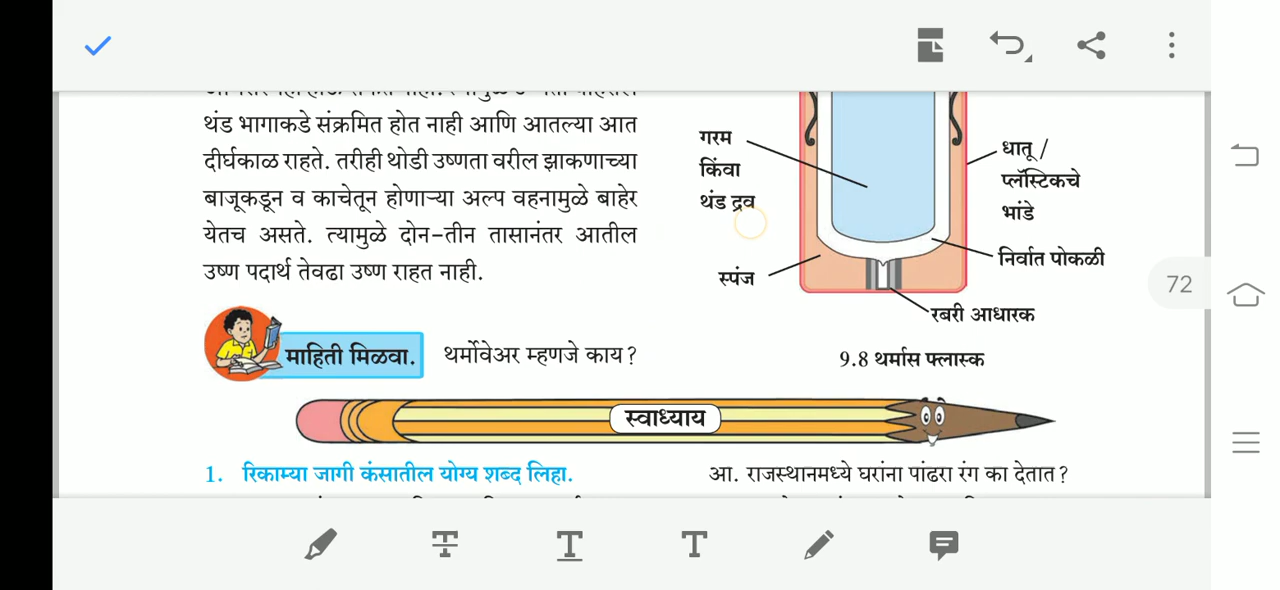 थंड भागाकडे संक्रमित होत नाही आणि आतल्या आत
दीर्घकाळ राहते. तरीही थोडी उष्णता वरील झाकणाच्या
बाजूकडून व काचेतून होणाऱ्या अल्प वहनामुळे बाहेर
येतच असते. त्यामुळे दोन-तीन तासानंतर आतील
उष्ण पदार्थ तेवढा उष्ण राहत नाही.
गरम
किंवा
थंड द्रव
स्पंज
धातू /
प्लॅस्टिकचे
भांडे
निर्वात पोकळी
रबरी आधारक
9.8 थर्मास फ्लास्क
माहिती मिळवा. थर्मोवेअर म्हणजे काय?
स्वाध्याय
1. रिकाम्या जागी कंसातील योग्य शब्द लिहा.
आ. राजस्थानमध्ये घरांना पांढरा रंग का देतात?
72
T
T
T